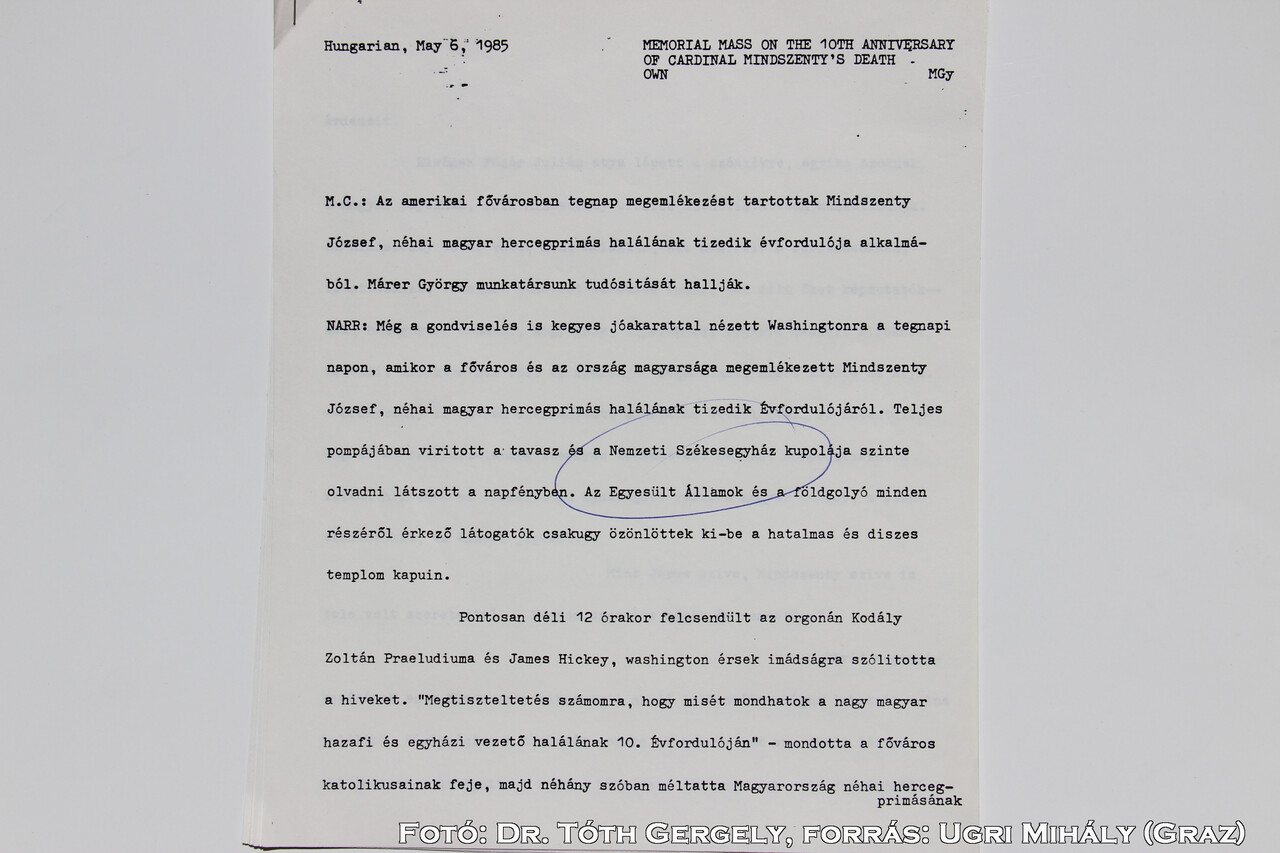 Hungarian, May 6, 1985
MEMORIAL MASS ON THE 10TH ANNIVERSARY
OF CARDINAL MINDSZENTY'S DEATH -
OWN MGy
M.C.: Az amerikai fővárosban tegnap megemlékezést tartottak Mindszenty
József, néhai magyar hercegprimás halálának tizedik évfordulója alkalmá-
ból. Márer György munkatársunk tudósitását hallják.
NARR: Még a gondviselés is kegyes jóakarattal nézett Washingtonra a tegnapi
napon, amikor a főváros és az ország magyarsága megemlékezett Mindszenty
József, néhai magyar hercegprimás halálának tizedik Évfordulójáról. Teljes
pompájában viritott a tavasz és a Nemzeti Székesegyház kupolája szinte
olvadni látszott a napfényben. Az Egyesült Államok és a földgolyó minden
részéről érkező látogatók csakugy özönlöttek ki-be a hatalmas és diszes
templom kapuin.
Pontosan déli 12 órakor felcsendült az orgonán Kodály
Zoltán Praeludiuma és James Hickey, washington érsek imádságra szólitotta
a hiveket. "Megtiszteltetés számomra, hogy misét mondhatok a nagy magyar
hazafi és egyházi vezető halálának 10. Évfordulóján" - mondotta a főváros
katolikusainak feje, majd néhány szóban méltatta Magyarország néhai herceg-
primásának
Fotó: Dr. Tóth Gergely, forrás: Ugri Mihály (Graz)